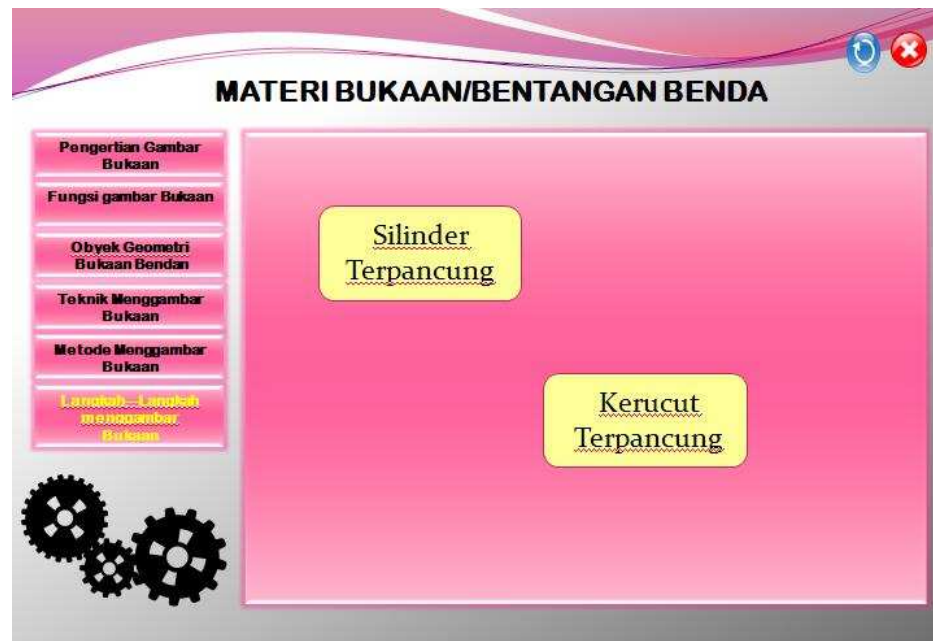 MATERI BUKAAN/BENTANGAN BENDA
Pengertian Gambar
Bukaan
Fungsi gambar Bukaan
Obyek Geometri
Bukaan Bendan
Teknik Menggambar
Bukaan
Metode Menggambar
Bukaan
Langkah–Langkah
menggambar
Bukaan
Silinder
Terpancung
Kerucut
Terpancung